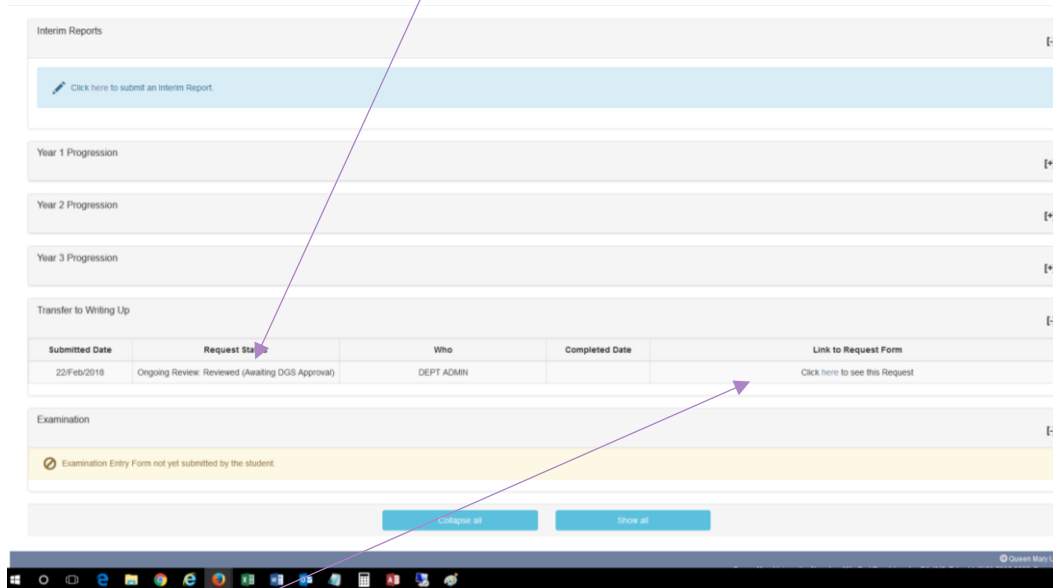 Interim Reports
Click here to submit an Interim Report.
Year 1 Progression
Year 2 Progression
Year 3 Progression
Transfer to Writing Up
Submitted Date Request Status Who Completed Date Link to Request Form
22/Feb/2018 Ongoing Review: Reviewed (Awaiting DGS Approval) DEPT ADMIN Click here to see this Request
Examination
Examination Entry Form not yet submitted by the student.
Collapse all Show all
Queen Mary